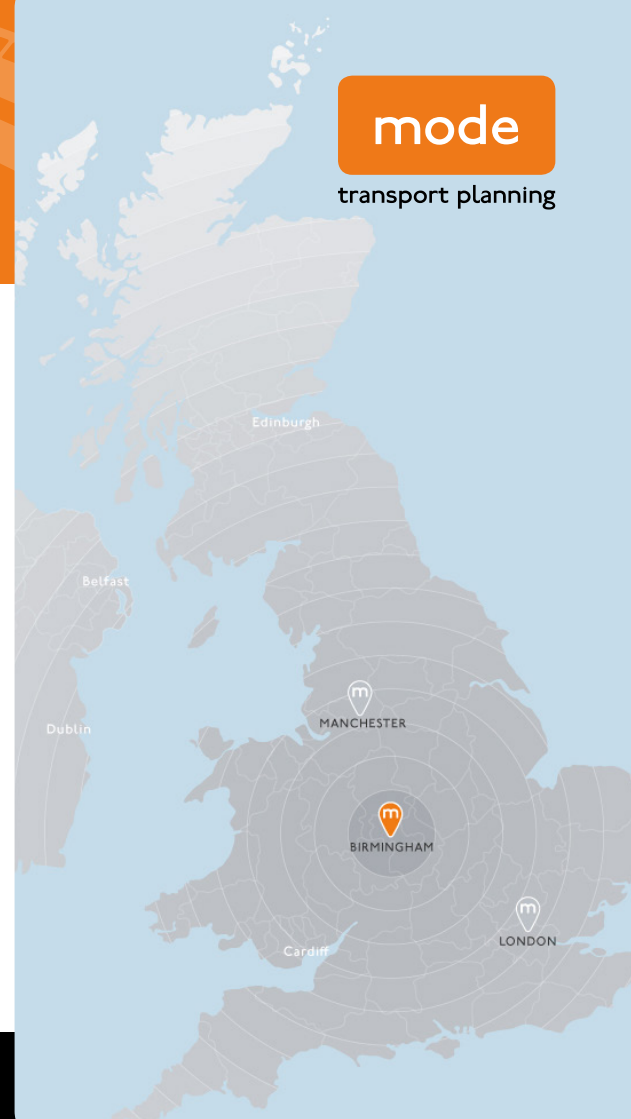 mode
transport planning
Edinburgh
Belfast
m
MANCHESTER
Dublin
m
BIRMINGHAM
m
LONDON
Cardiff